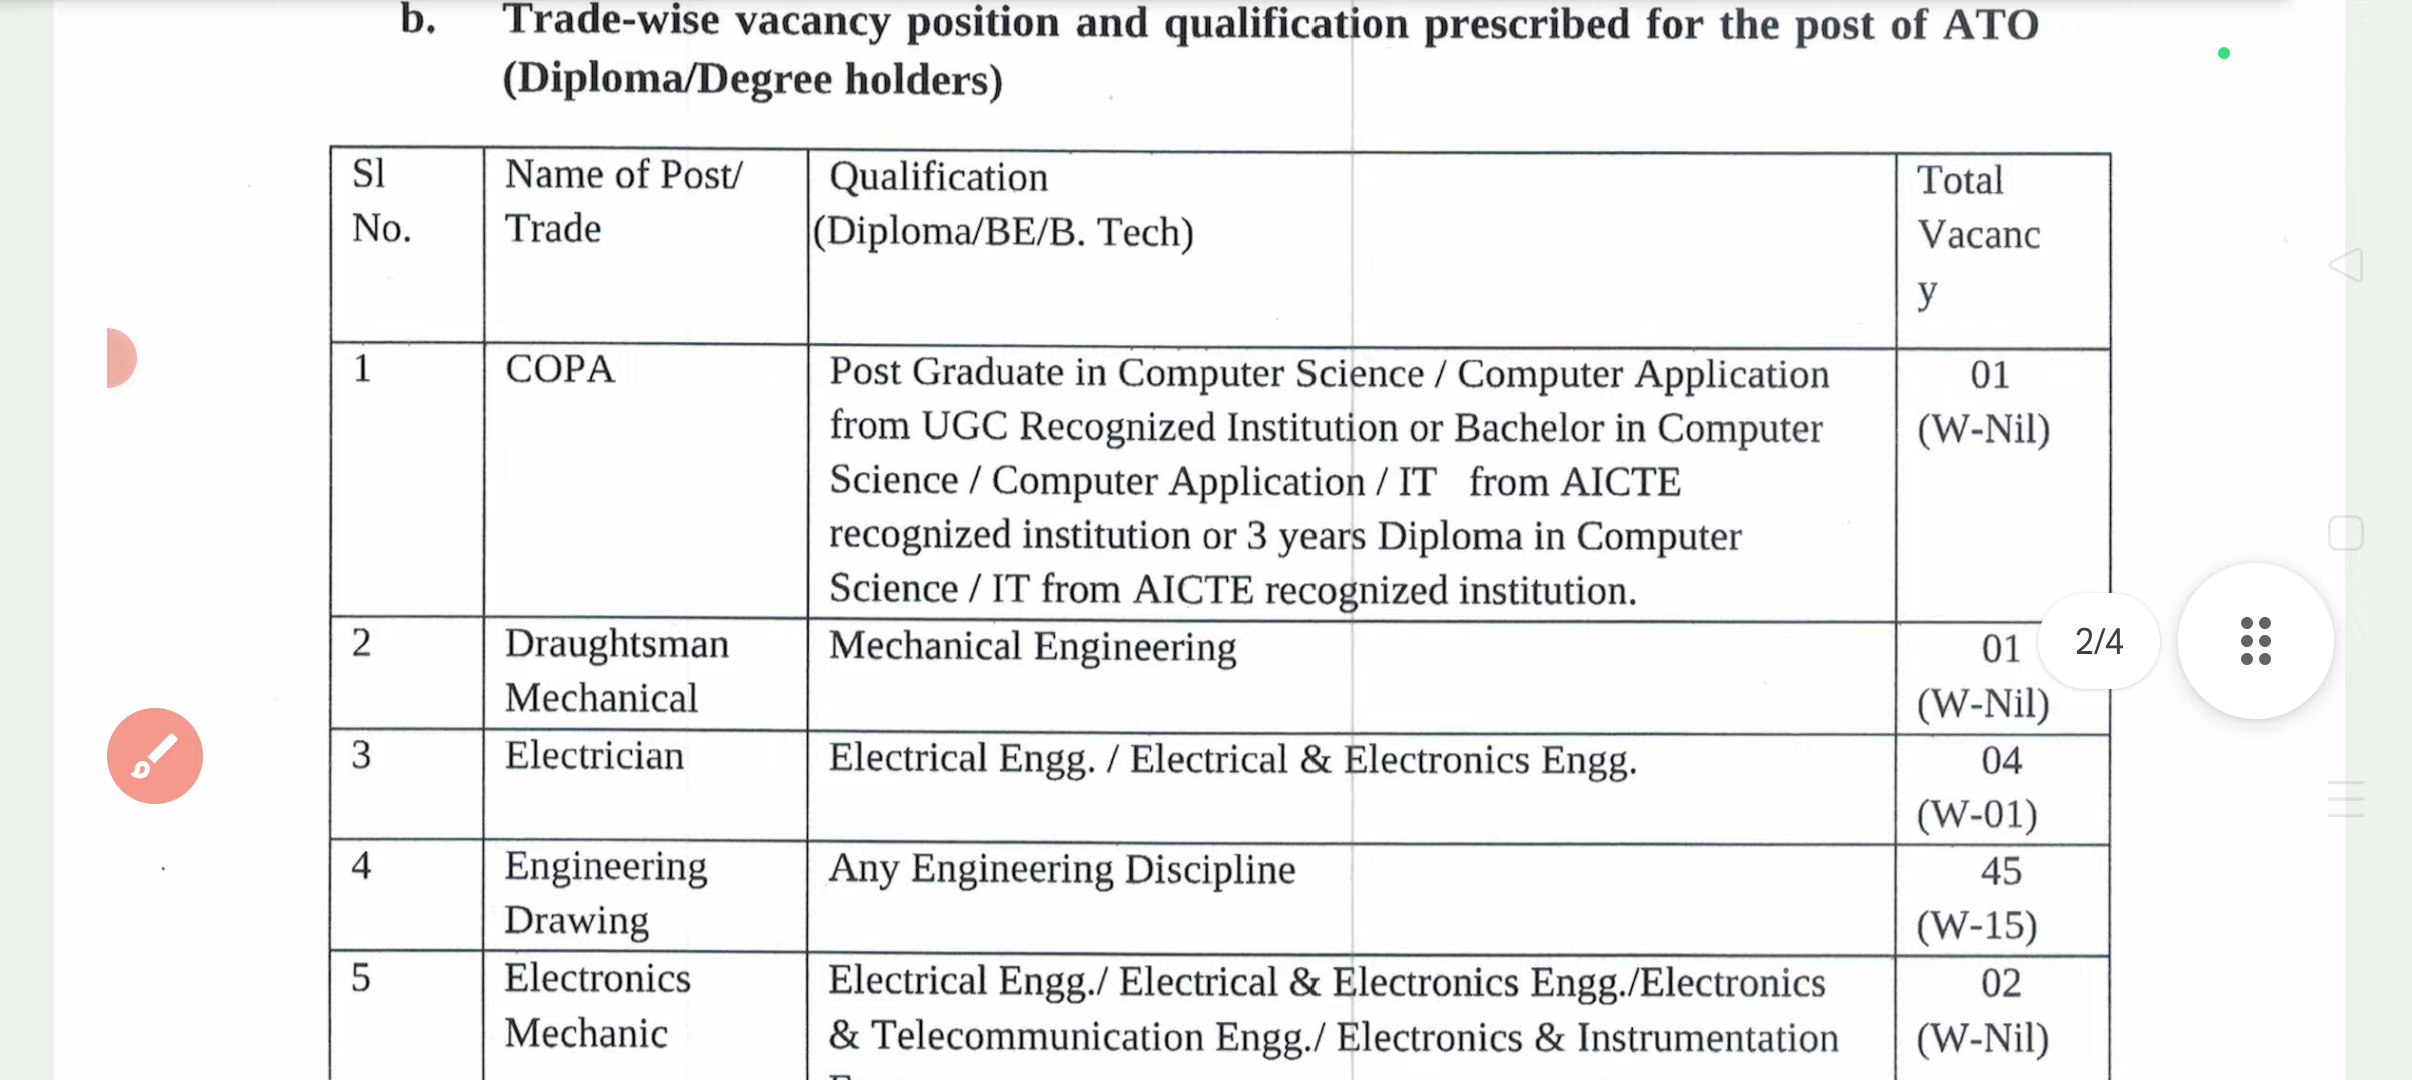 b. Trade-wise vacancy position and qualification prescribed for the post of ATO
(Diploma/Degree holders)
Sl
No.
Name of Post/
Trade
Qualification
(Diploma/BE/B. Tech)
Total
Vacanc
y
1
COPA
Post Graduate in Computer Science / Computer Application
from UGC Recognized Institution or Bachelor in Computer
Science / Computer Application / IT from AICTE
recognized institution or 3 years Diploma in Computer
Science / IT from AICTE recognized institution.
01
(W-Nil)
2
Draughtsman
Mechanical
Mechanical Engineering
01
(W-Nil)
2/4
3
Electrician
Electrical Engg. / Electrical & Electronics Engg.
04
(W-01)
4
Engineering
Drawing
Any Engineering Discipline
45
(W-15)
5
Electronics
Mechanic
Electrical Engg./ Electrical & Electronics Engg./Electronics
& Telecommunication Engg./ Electronics & Instrumentation
02
(W-Nil)